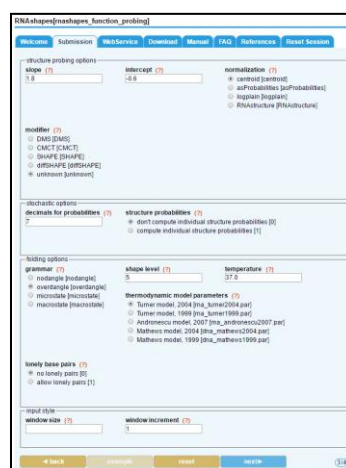 RNAshapes[rnashapes_function_probing]
Welcome Submission WebService Download Manual FAQ References Reset Session
structure probing options
slope (?) intercept (?) normalization (?)
1.8 -0.6 centroid [centroid]
asProbabilities [asProbabilities]
logplain [logplain]
RNAstructure [RNAstructure]
modifier (?)
DMS [DMS]
CMCT [CMCT]
SHAPE [SHAPE]
diffSHAPE [diffSHAPE]
unknown [unknown]
stochastic options
decimals for probabilities (?) structure probabilities (?)
7 don't compute individual structure probabilities [0]
compute individual structure probabilities [1]
folding options
grammar (?) shape level (?) temperature (?)
nodangle [nodangle] 5 37.0
overdangle [overdangle]
microstate [microstate] thermodynamic model parameters (?)
macrostate [macrostate] Turner model, 2004 [rna_turner2004.par]
Turner model, 1999 [rna_turner1999.par]
Andronescu model, 2007 [rna_andronescu2007.par]
Mathews model, 2004 [dna_mathews2004.par]
Mathews model, 1999 [dna_mathews1999.par]
lonely base pairs (?)
no lonely pairs [0]
allow lonely pairs [1]
input style
window size (?) window increment (?)
1
back example reset next